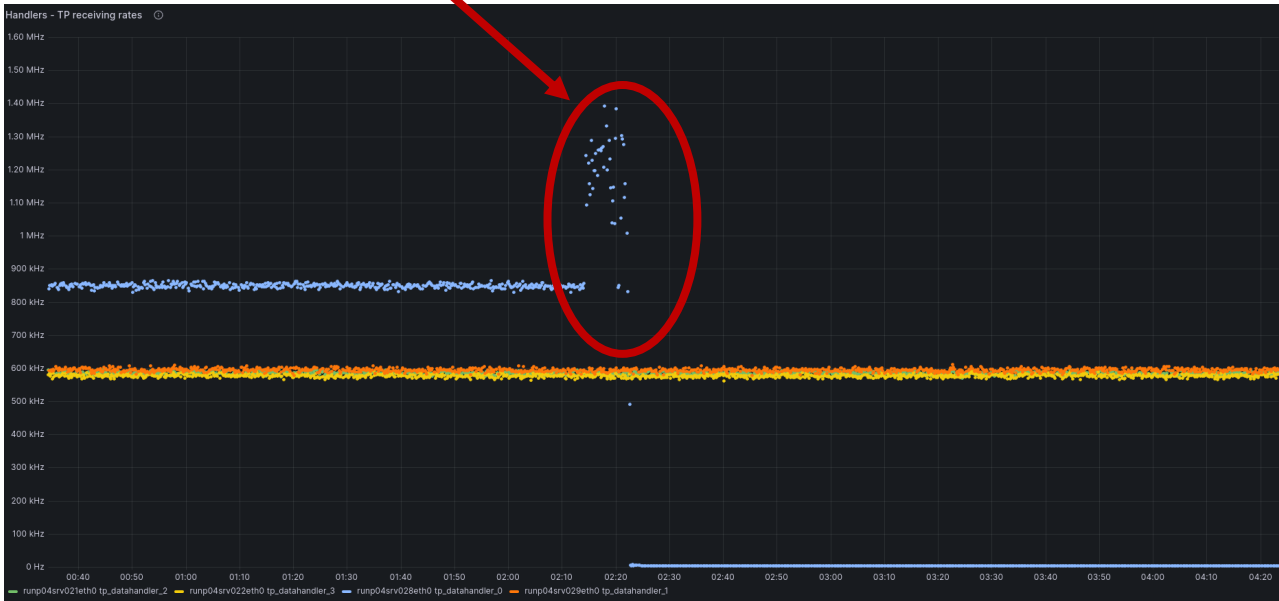 Handlers - TP receiving rates
1.60 MHz
1.50 MHz
1.40 MHz
1.30 MHz
1.20 MHz
1.10 MHz
1 MHz
900 kHz
800 kHz
700 kHz
600 kHz
500 kHz
400 kHz
300 kHz
200 kHz
100 kHz
0 Hz
00:40 00:50 01:00 01:10 01:20 01:30 01:40 01:50 02:00 02:10 02:20 02:30 02:40 02:50 03:00 03:10 03:20 03:30 03:40 03:50 04:00 04:10 04:20
runp04srv021eth0 tp_datahandler_2 runp04srv022eth0 tp_datahandler_3 runp04srv028eth0 tp_datahandler_0 runp04srv029eth0 tp_datahandler_1